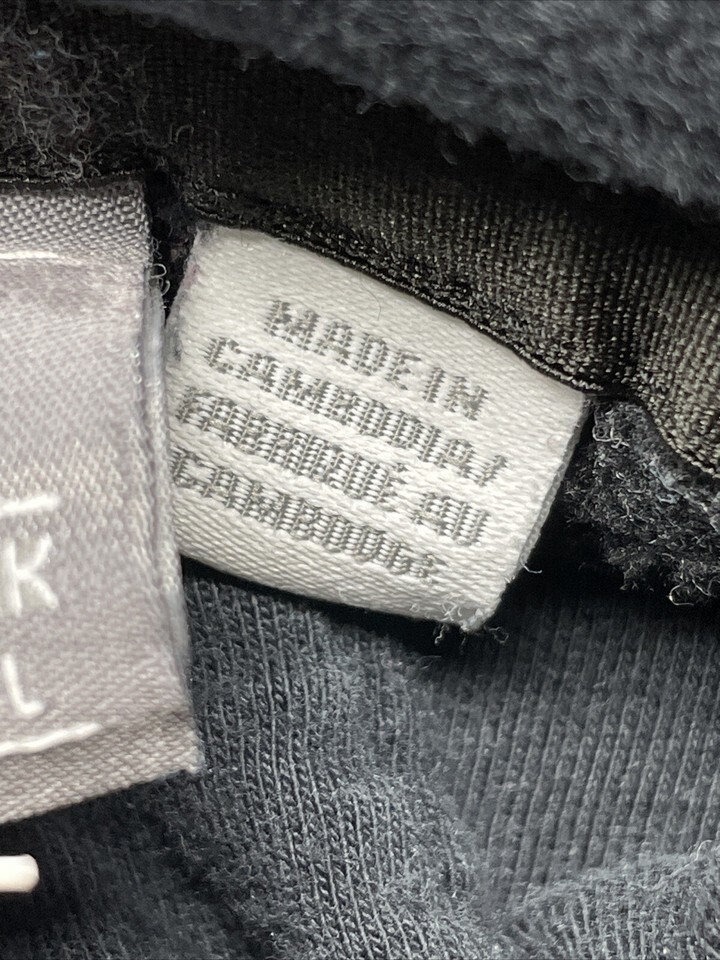 K
L
MADE IN
CAMBODIA/
FABRIQUÉ AU
CAMBODGE